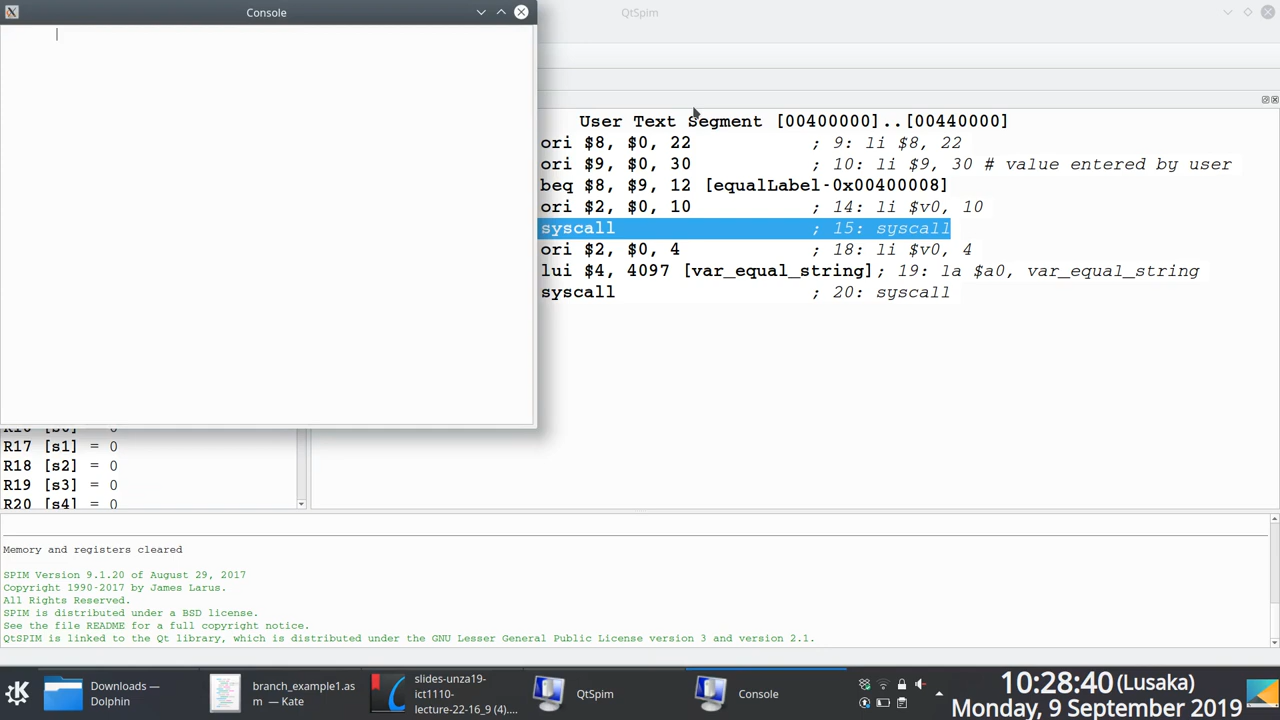 Console
QtSpim
User Text Segment [00400000]..[00440000]
ori $8, $0, 22 ; 9: li $8, 22
ori $9, $0, 30 ; 10: li $9, 30 # value entered by user
beq $8, $9, 12 [equalLabel-0x00400008]
ori $2, $0, 10 ; 14: li $v0, 10
syscall ; 15: syscall
ori $2, $0, 4 ; 18: li $v0, 4
lui $4, 4097 [var_equal_string]; 19: la $a0, var_equal_string
syscall ; 20: syscall
R17 [s1] = 0
R18 [s2] = 0
R19 [s3] = 0
R20 [s4] = 0
Memory and registers cleared
SPIM Version 9.1.20 of August 29, 2017
Copyright 1990-2017 by James Larus.
All Rights Reserved.
SPIM is distributed under a BSD license.
See the file README for a full copyright notice.
QtSPIM is linked to the Qt library, which is distributed under the GNU Lesser General Public License version 3 and version 2.1.
Downloads —
Dolphin
branch_example1.as
m — Kate
slides-unza19-
ict1110-
lecture-22-16_9 (4)....
QtSpim
Console
10:28:40 (Lusaka)
Monday, 9 September 2019